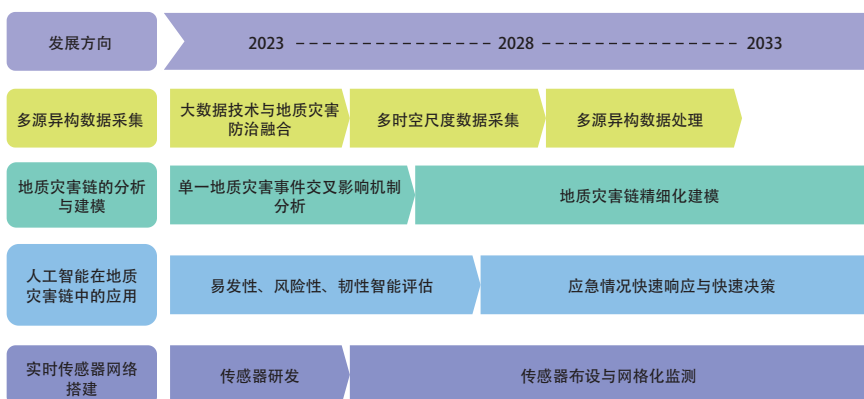 发展方向
2023 2028 2033
多源异构数据采集
大数据技术与地质灾害
防治融合
多时空尺度数据采集
多源异构数据处理
地质灾害链的分析
与建模
单一地质灾害事件交叉影响机制
分析
地质灾害链精细化建模
人工智能在地质
灾害链中的应用
易发性、风险性、韧性智能评估
应急情况快速响应与快速决策
实时传感器网络
搭建
传感器研发
传感器布设与网格化监测